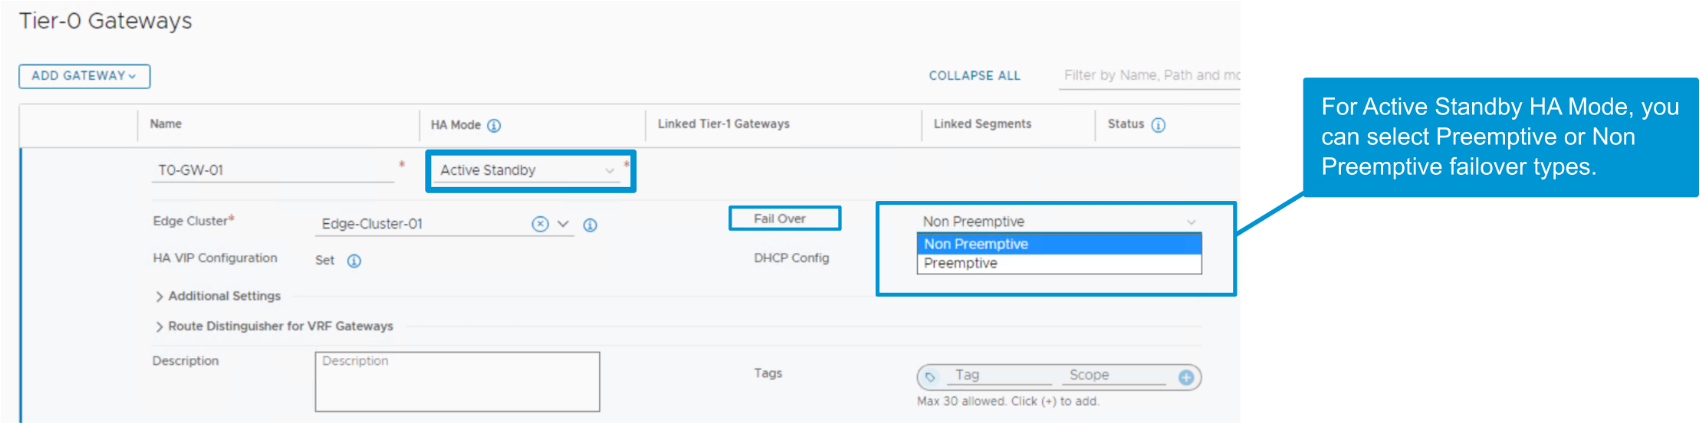 Tier-0 Gateways
ADD GATEWAY
COLLAPSE ALL
Filter by Name, Path and mo
Name
HA Mode
Linked Tier-1 Gateways
Linked Segments
Status
T0-GW-01 *
Active Standby *
Edge Cluster*
Edge-Cluster-01
Fail Over
Non Preemptive
Non Preemptive
Preemptive
HA VIP Configuration
Set
DHCP Config
Additional Settings
Route Distinguisher for VRF Gateways
Description
Description
Tags
Tag
Scope
Max 30 allowed. Click (+) to add.
For Active Standby HA Mode, you
can select Preemptive or Non
Preemptive failover types.